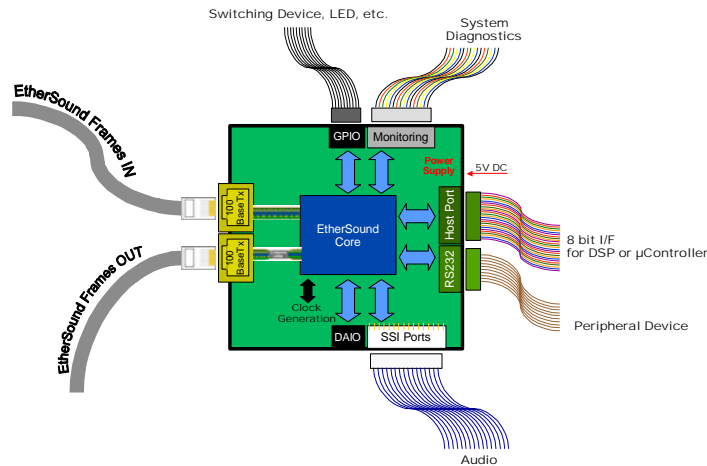 Switching Device, LED, etc.
System
Diagnostics
EtherSound Frames IN
GPIO
Monitoring
Power
Supply
5V DC
100
BaseTx
EtherSound
Core
Host Port
8 bit I/F
for DSP or µController
100
BaseTx
RS232
EtherSound Frames OUT
Clock
Generation
Peripheral Device
DAIO
SSI Ports
Audio